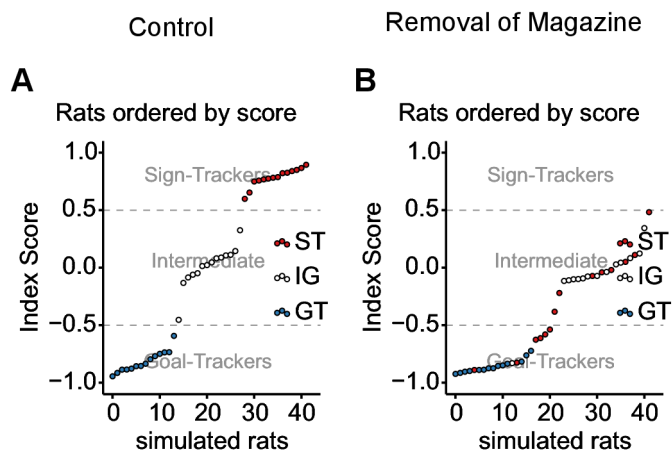 Control
Removal of Magazine
A
B
Rats ordered by score
Rats ordered by score
1.0
0.5
0.0
−0.5
−1.0
Index Score
Sign-Trackers
Intermediate
Goal-Trackers
ST
IG
GT
0 10 20 30 40
simulated rats
1.0
0.5
0.0
−0.5
−1.0
Index Score
Sign-Trackers
Intermediate
Goal-Trackers
ST
IG
GT
0 10 20 30 40
simulated rats